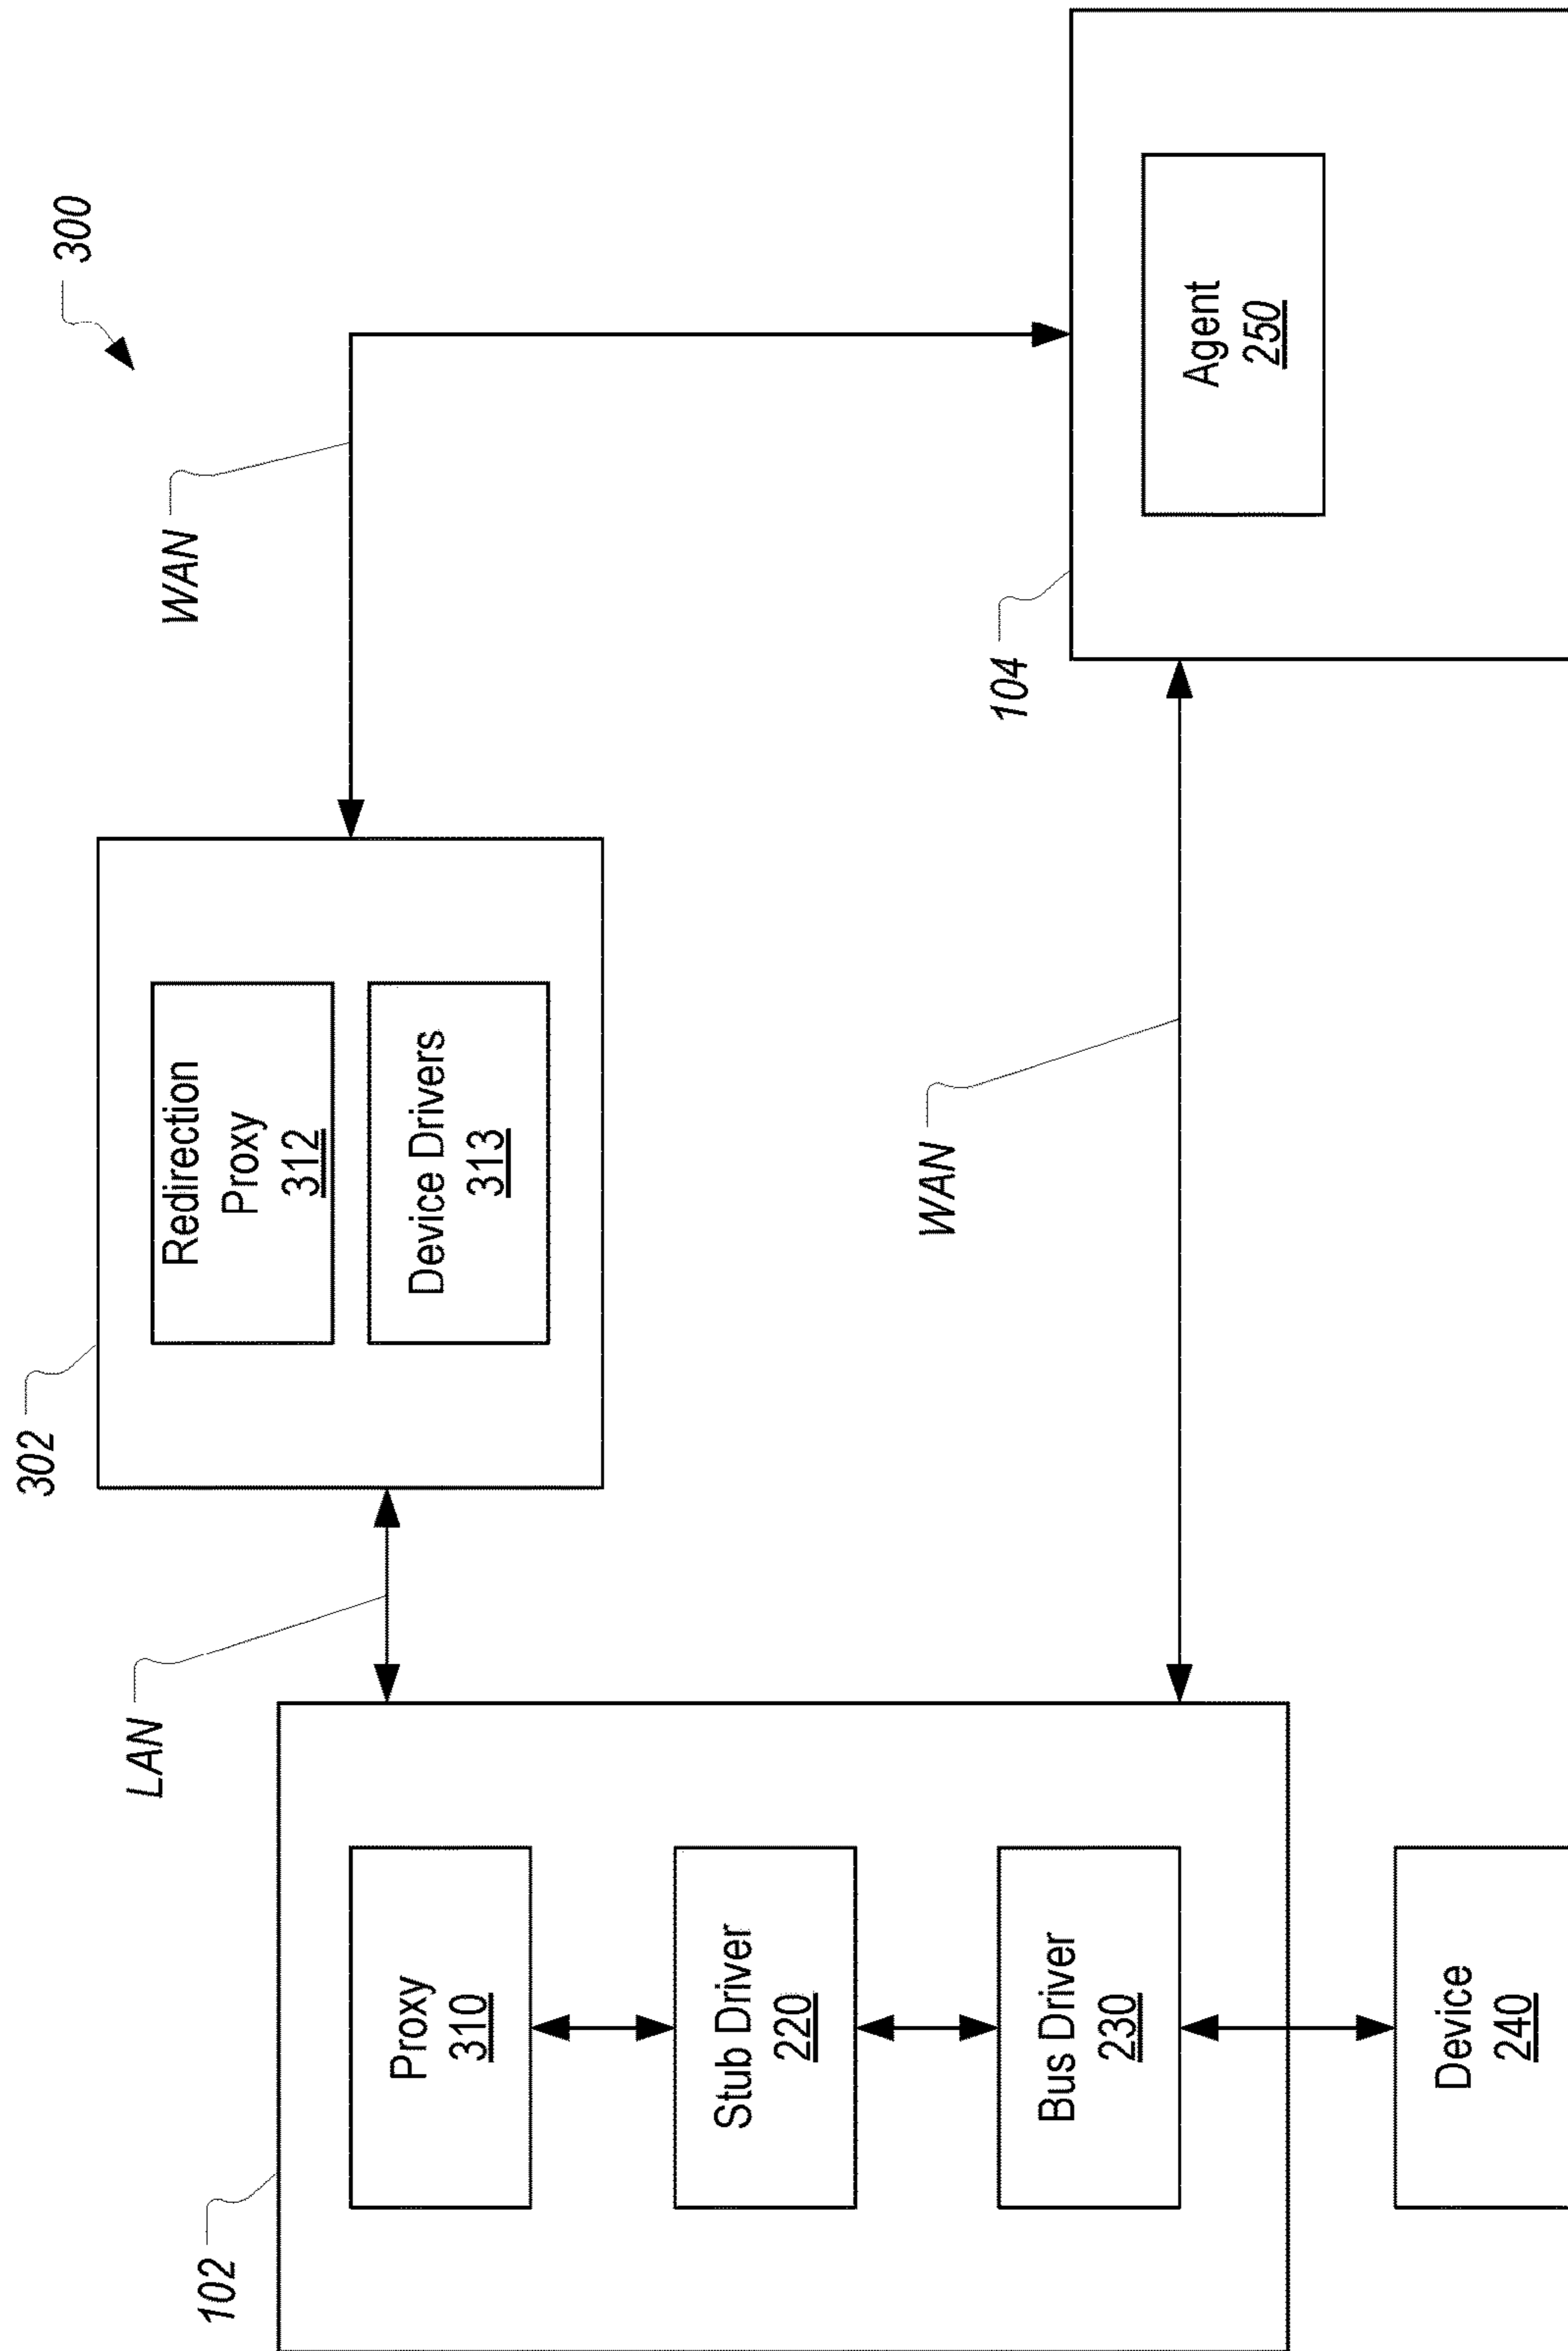 300
302
WAN
LAN
Redirection
Proxy
312
Device Drivers
313
102
Proxy
310
Stub Driver
220
Bus Driver
230
Device
240
WAN
104
Agent
250